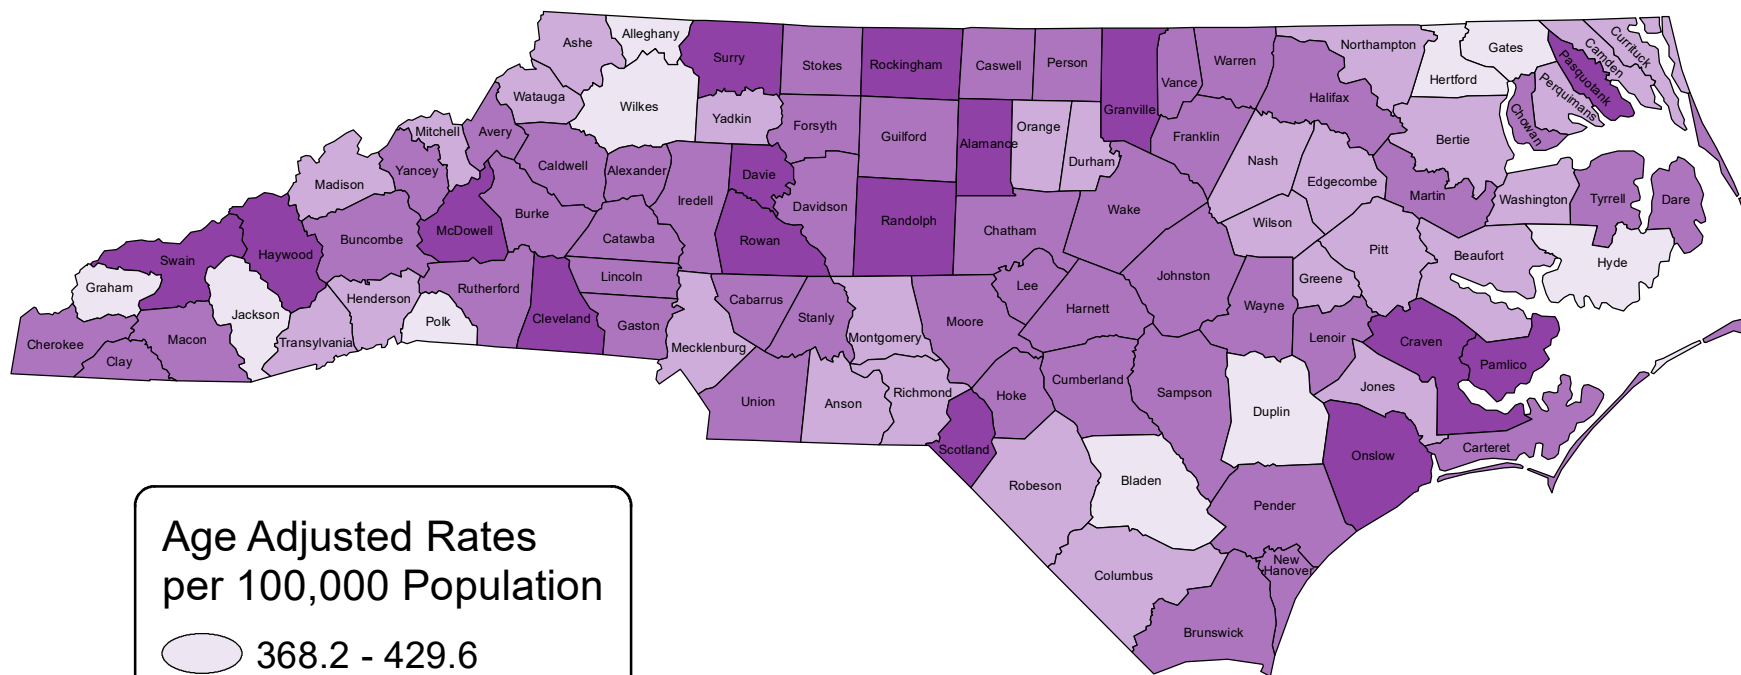 Alleghany
Ashe
Surry
Stokes
Rockingham
Caswell
Person
Granville
Vance
Warren
Northampton
Hertford
Gates
Currituck
Camden
Pasquotank
Perquimans
Chowan
Watauga
Wilkes
Yadkin
Forsyth
Guilford
Alamance
Orange
Durham
Franklin
Halifax
Bertie
Mitchell
Avery
Caldwell
Alexander
Iredell
Davie
Davidson
Randolph
Chatham
Wake
Nash
Edgecombe
Martin
Washington
Tyrrell
Dare
Madison
Yancey
McDowell
Burke
Catawba
Rowan
Lee
Johnston
Wilson
Greene
Pitt
Beaufort
Hyde
Swain
Haywood
Buncombe
Rutherford
Cleveland
Lincoln
Gaston
Cabarrus
Stanly
Montgomery
Moore
Harnett
Wayne
Lenoir
Craven
Pamlico
Graham
Jackson
Henderson
Polk
Mecklenburg
Cherokee
Clay
Macon
Transylvania
Union
Anson
Richmond
Hoke
Cumberland
Sampson
Duplin
Jones
Carteret
Scotland
Robeson
Bladen
Pender
Onslow
Columbus
New
Hanover
Brunswick
Age Adjusted Rates
per 100,000 Population
368.2 - 429.6